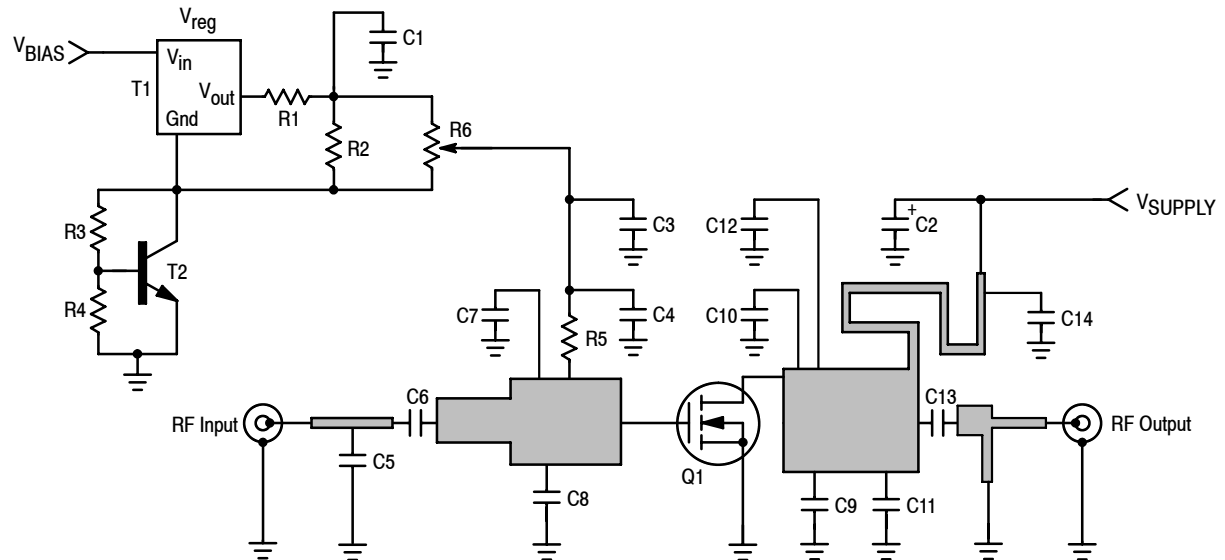 V_reg
V_BIAS
V_in
T1
V_out
Gnd
C1
R1
R2
R6
R3
T2
R4
C3
C12
+
C2
V_SUPPLY
C7
C4
C10
C14
R5
C6
C13
RF Input
RF Output
C5
C8
Q1
C9
C11